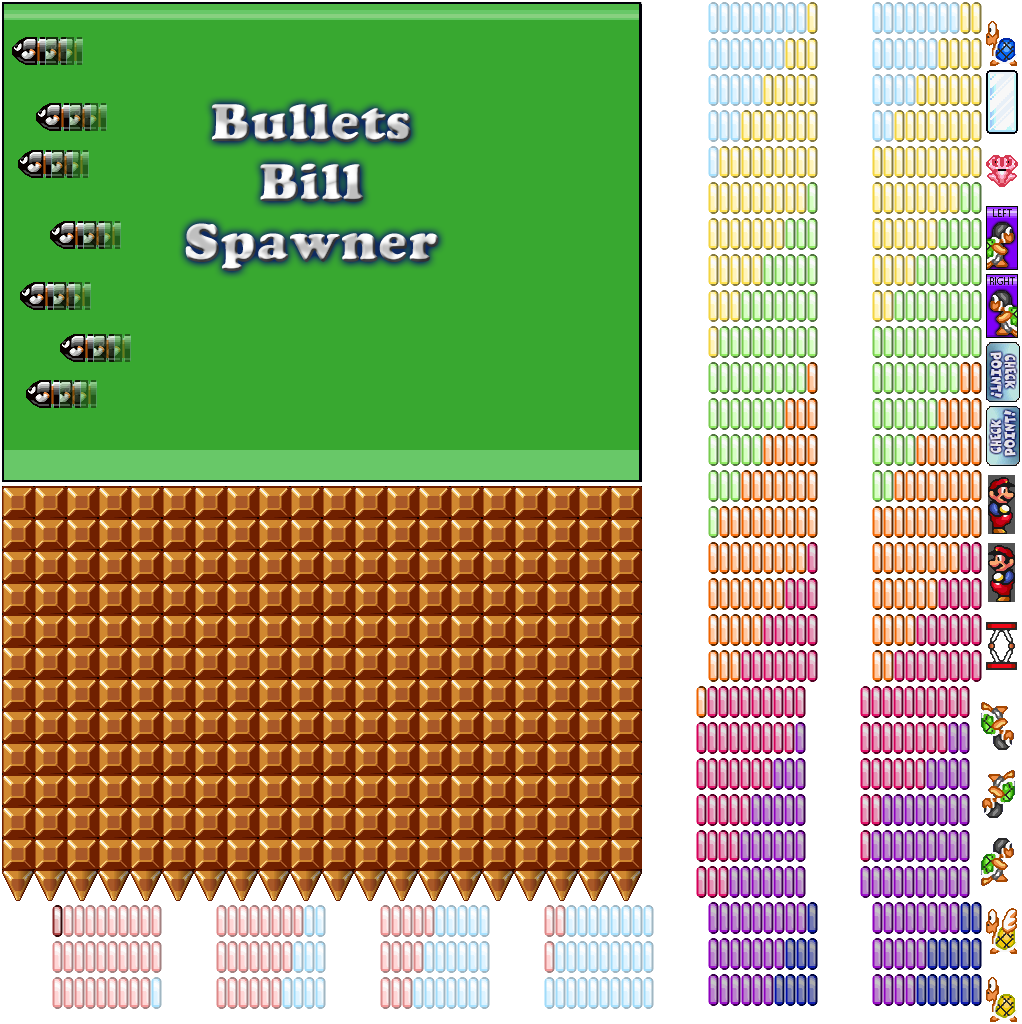 Bullets
Bill
Spawner
LEFT
RIGHT
CHECK
POINT!
CHECK
POINT!